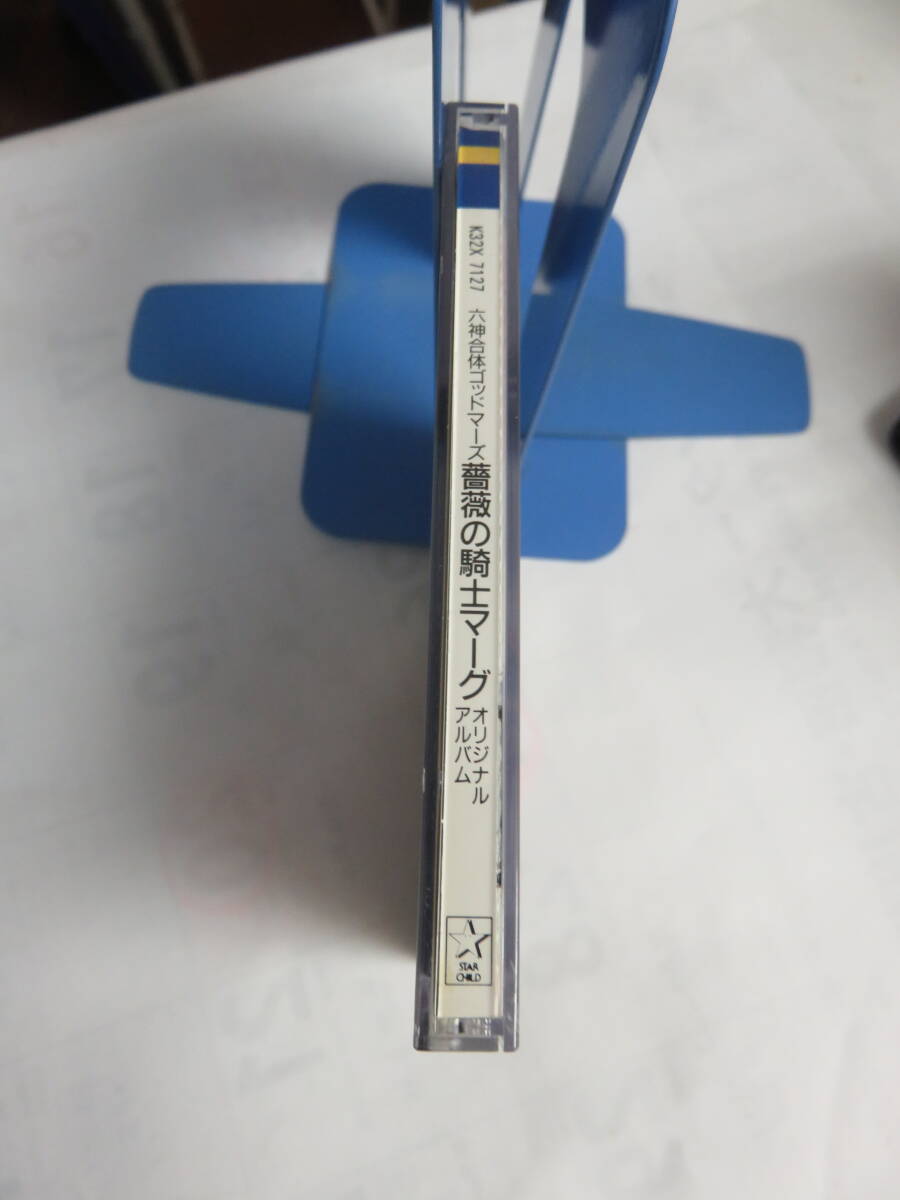 K32X 7127
六神合体ゴッドマーズ
薔薇の騎士マーグ
オリジナル
アルバム
STAR
CHILD